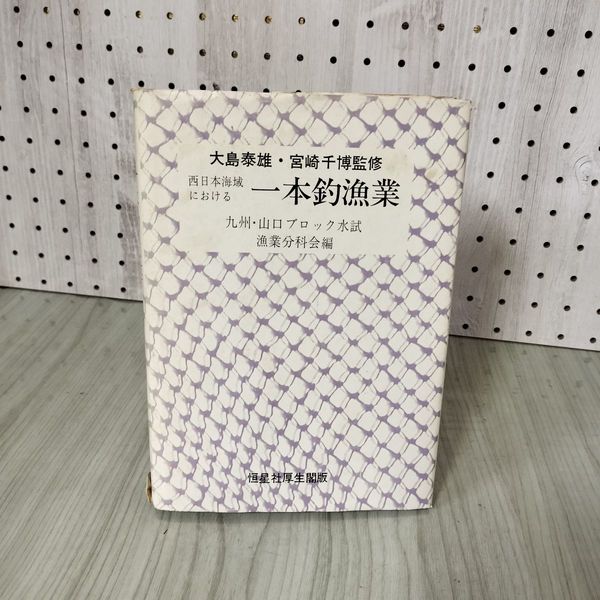 大島泰雄・宮崎千博監修
西日本海域
における
一本釣漁業
九州・山口ブロック水試
漁業分科会編
恒星社厚生閣版